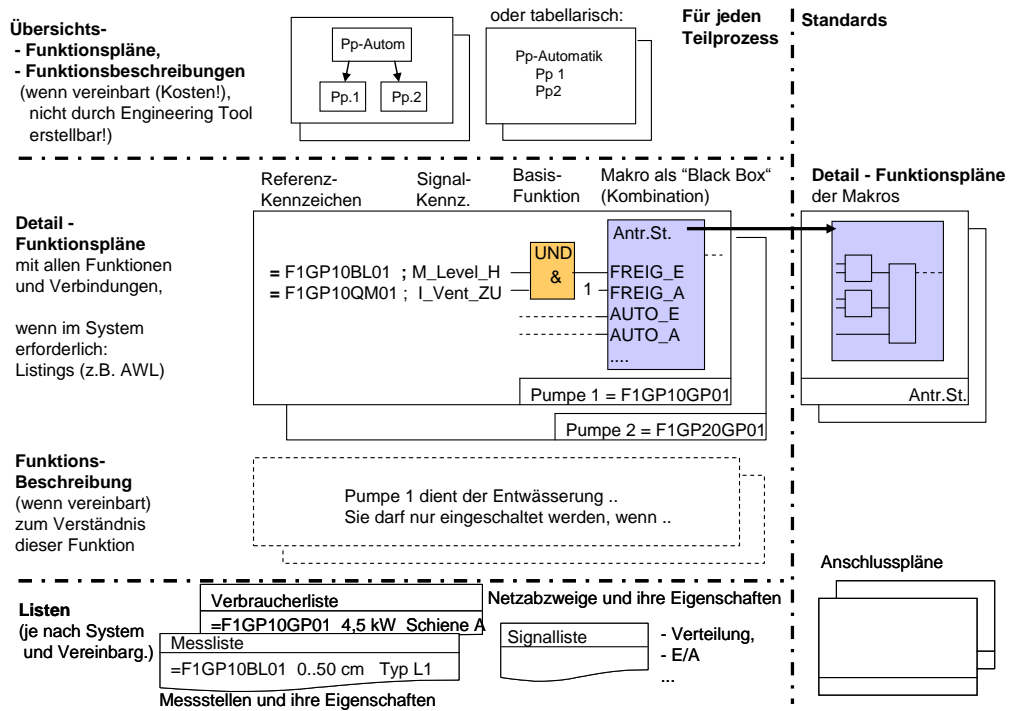 Übersichts-
- Funktionspläne,
- Funktionsbeschreibungen
(wenn vereinbart (Kosten!),
nicht durch Engineering Tool
erstellbar!)
Pp-Autom
Pp.1
Pp.2
oder tabellarisch:
Pp-Automatik
Pp 1
Pp2
Für jeden
Teilprozess
Standards
Detail -
Funktionspläne
mit allen Funktionen
und Verbindungen,
wenn im System
erforderlich:
Listings (z.B. AWL)
Referenz-
Kennzeichen
Signal-
Kennz.
Basis-
Funktion
Makro als “Black Box“
(Kombination)
Antr.St.
UND
&
= F1GP10BL01 ; M_Level_H
= F1GP10QM01 ; I_Vent_ZU
1
FREIG_E
FREIG_A
AUTO_E
AUTO_A
....
Pumpe 1 = F1GP10GP01
Pumpe 2 = F1GP20GP01
Detail - Funktionspläne
der Makros
Antr.St.
Funktions-
Beschreibung
(wenn vereinbart)
zum Verständnis
dieser Funktion
Pumpe 1 dient der Entwässerung ..
Sie darf nur eingeschaltet werden, wenn ..
Anschlusspläne
Listen
(je nach System
und Vereinbarg.)
Verbraucherliste
=F1GP10GP01 4,5 kW Schiene A
Messliste
=F1GP10BL01 0..50 cm Typ L1
Messstellen und ihre Eigenschaften
Netzabzweige und ihre Eigenschaften
Signalliste
- Verteilung,
- E/A
...